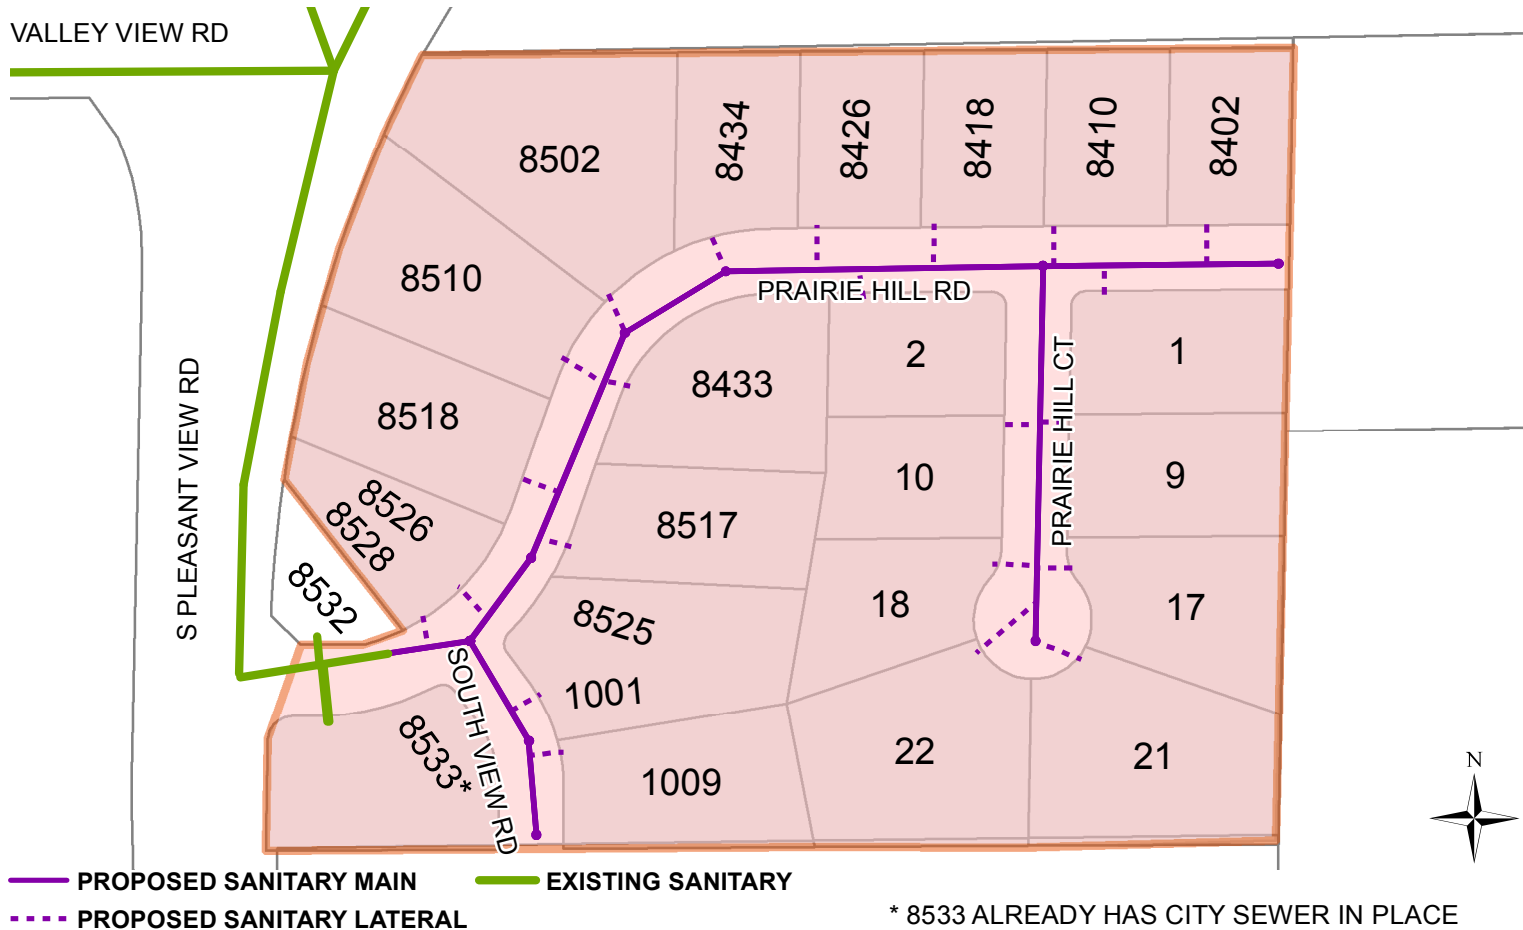 VALLEY VIEW RD
8502
8434
8426
8418
8410
8402
8510
PRAIRIE HILL RD
8433
2
1
S PLEASANT VIEW RD
8518
PRAIRIE HILL CT
10
9
8526
8528
8517
8532
18
17
8525
1001
SOUTH VIEW RD
8533*
1009
22
21
N
PROPOSED SANITARY MAIN
EXISTING SANITARY
PROPOSED SANITARY LATERAL
* 8533 ALREADY HAS CITY SEWER IN PLACE